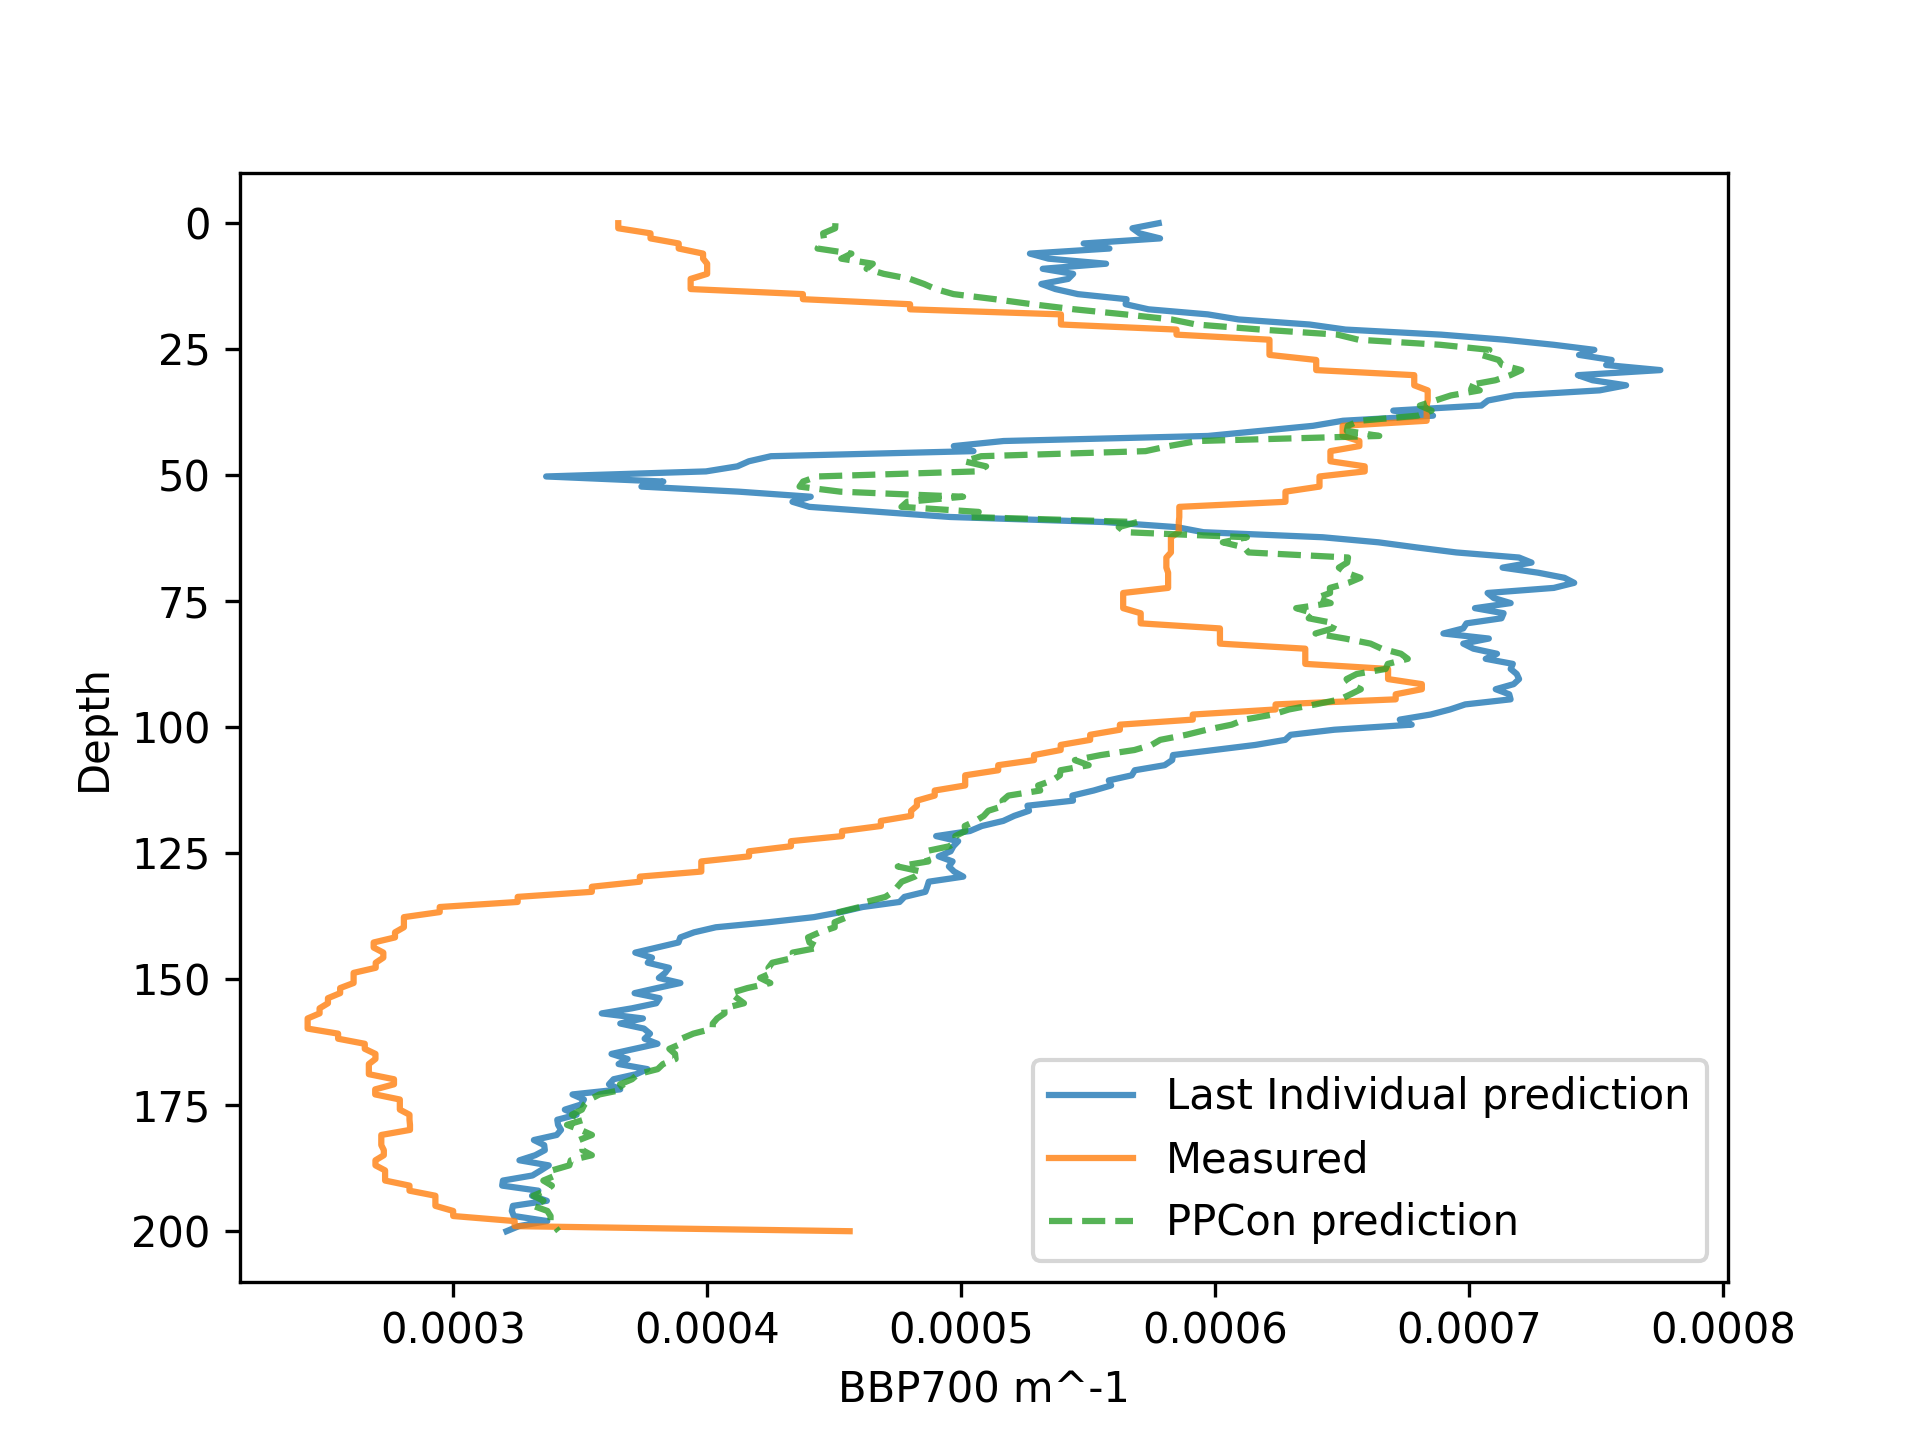 0
25
50
75
100
125
150
175
200
Depth
0.0003 0.0004 0.0005 0.0006 0.0007 0.0008
BBP700 m^-1
Last Individual prediction
Measured
PPCon prediction